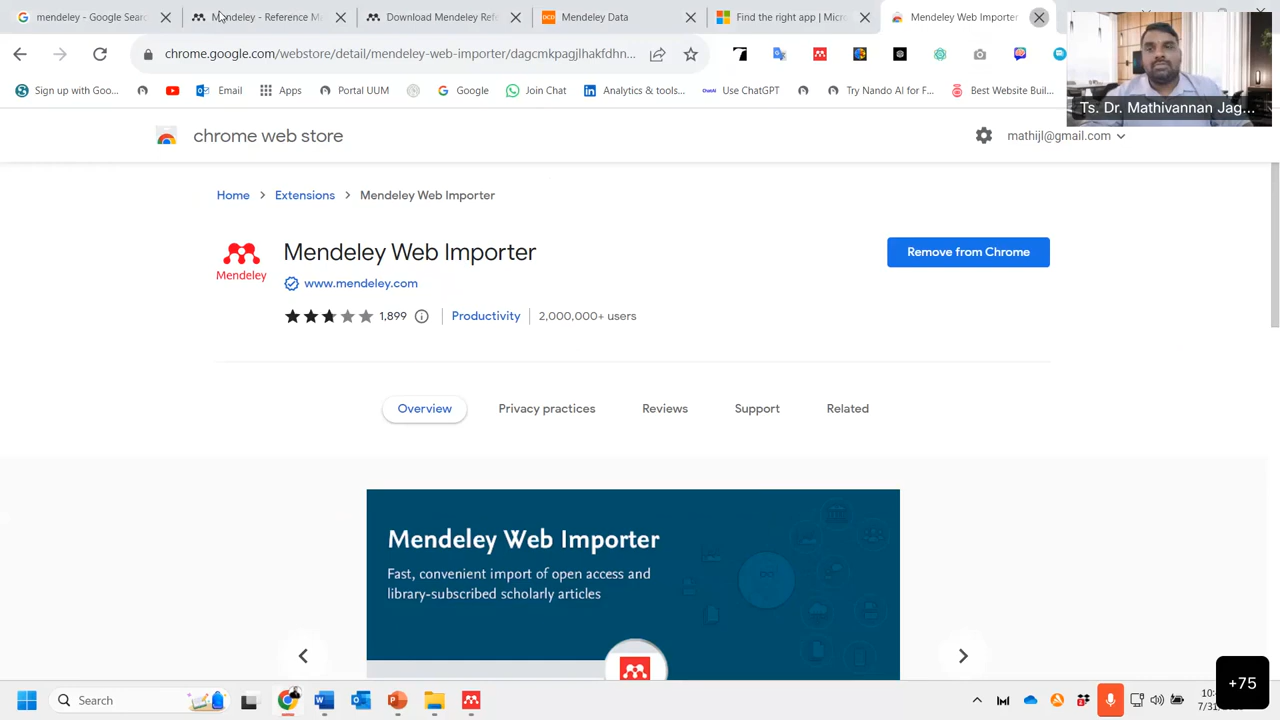 mendeley - Google Sear
Mendeley - Reference M
Download Mendeley Ref
Mendeley Data
Find the right app | Micr
Mendeley Web Importer
chrome.google.com/webstore/detail/mendeley-web-importer/dagcmkpagjlhakfdhn...
Sign up with Goo...
Email
Apps
Portal UUM
Google
Join Chat
Analytics & tools...
ChatAI
Use ChatGPT
Try Nando AI for F...
Best Website Buil...
Ts. Dr. Mathivannan Jag...
chrome web store
mathijl@gmail.com
Home
Extensions
Mendeley Web Importer
Mendeley
Mendeley Web Importer
Remove from Chrome
www.mendeley.com
1,899
Productivity
2,000,000+ users
Overview
Privacy practices
Reviews
Support
Related
Mendeley Web Importer
Fast, convenient import of open access and
library-subscribed scholarly articles
+75
Search
10:
7/31/